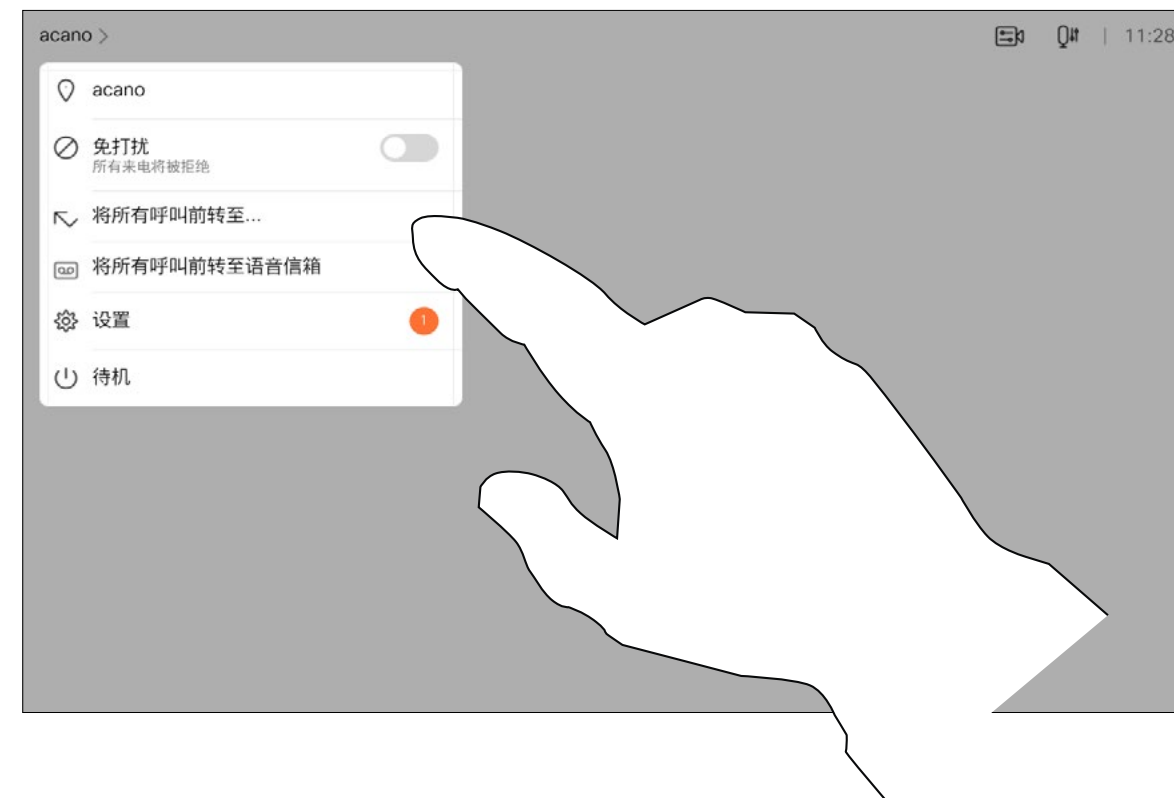 acano >
11:28
acano
免打扰
所有来电将被拒绝
将所有呼叫前转至...
将所有呼叫前转至语音信箱
设置
1
待机